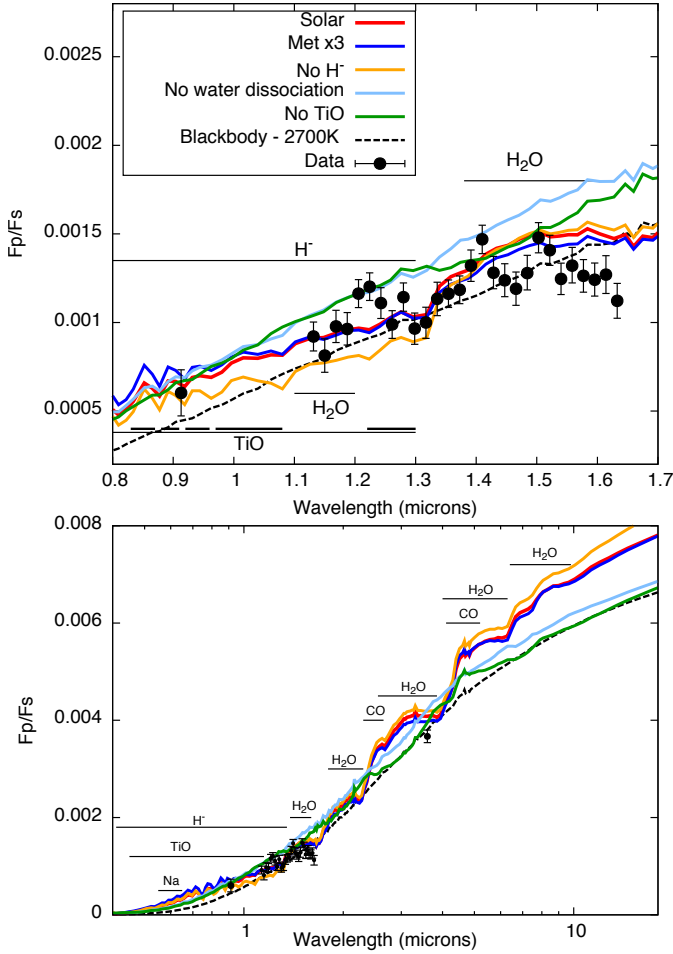 0.0025
0.002
0.0015
0.001
0.0005
Fp/Fs
Solar
Met x3
No H-
No water dissociation
No TiO
Blackbody - 2700K
Data
H2O
H-
H2O
TiO
0.8 0.9 1 1.1 1.2 1.3 1.4 1.5 1.6 1.7
Wavelength (microns)
0.008
0.006
0.004
0.002
0
Fp/Fs
H2O
H2O
CO
H2O
CO
H2O
H2O
H-
TiO
Na
1 10
Wavelength (microns)